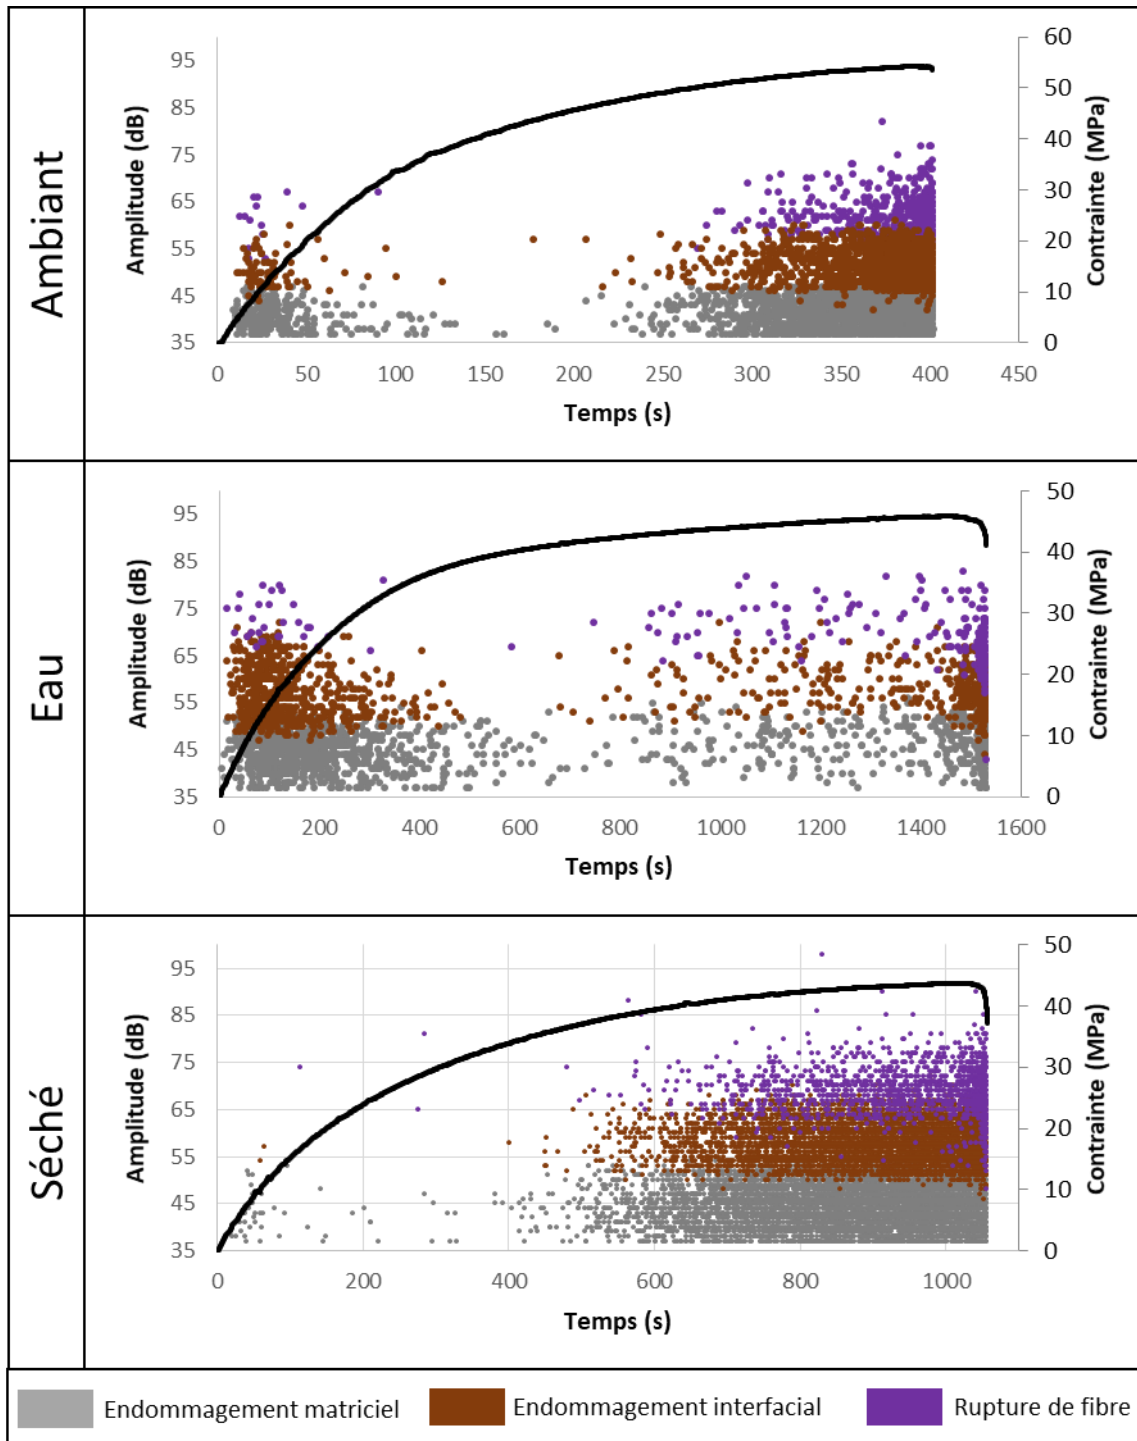 Ambiant
Amplitude (dB)
95
85
75
65
55
45
35
60
50
40
30
20
10
0
Contrainte (MPa)
0 50 100 150 200 250 300 350 400 450
Temps (s)
Eau
Amplitude (dB)
95
85
75
65
55
45
35
50
40
30
20
10
0
Contrainte (MPa)
0 200 400 600 800 1000 1200 1400 1600
Temps (s)
Séché
Amplitude (dB)
95
85
75
65
55
45
35
50
40
30
20
10
0
Contrainte (MPa)
0 200 400 600 800 1000
Temps (s)
Endommagement matriciel Endommagement interfacial Rupture de fibre